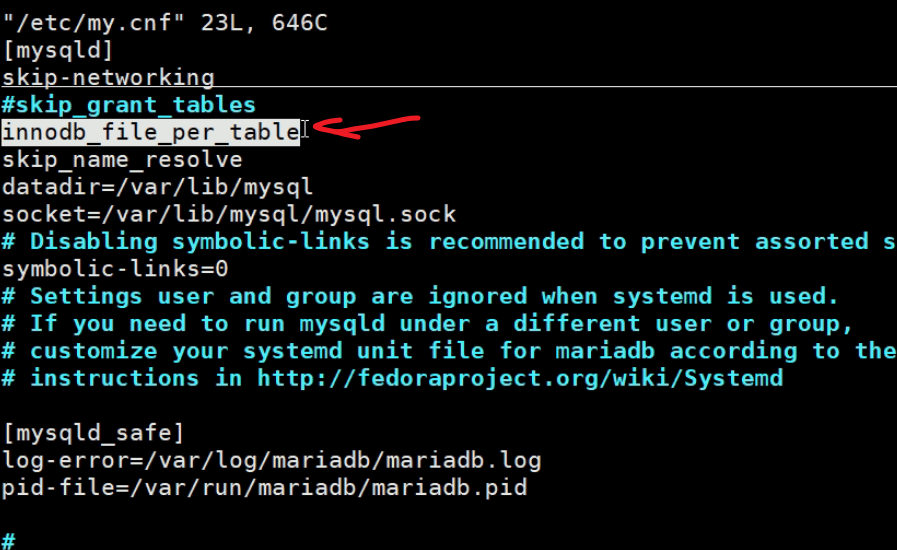 "/etc/my.cnf" 23L, 646C
[mysqld]
skip-networking
#skip_grant_tables
innodb_file_per_table
skip_name_resolve
datadir=/var/lib/mysql
socket=/var/lib/mysql/mysql.sock
# Disabling symbolic-links is recommended to prevent assorted s
symbolic-links=0
# Settings user and group are ignored when systemd is used.
# If you need to run mysqld under a different user or group,
# customize your systemd unit file for mariadb according to the
# instructions in http://fedoraproject.org/wiki/Systemd
[mysqld_safe]
log-error=/var/log/mariadb/mariadb.log
pid-file=/var/run/mariadb/mariadb.pid
#